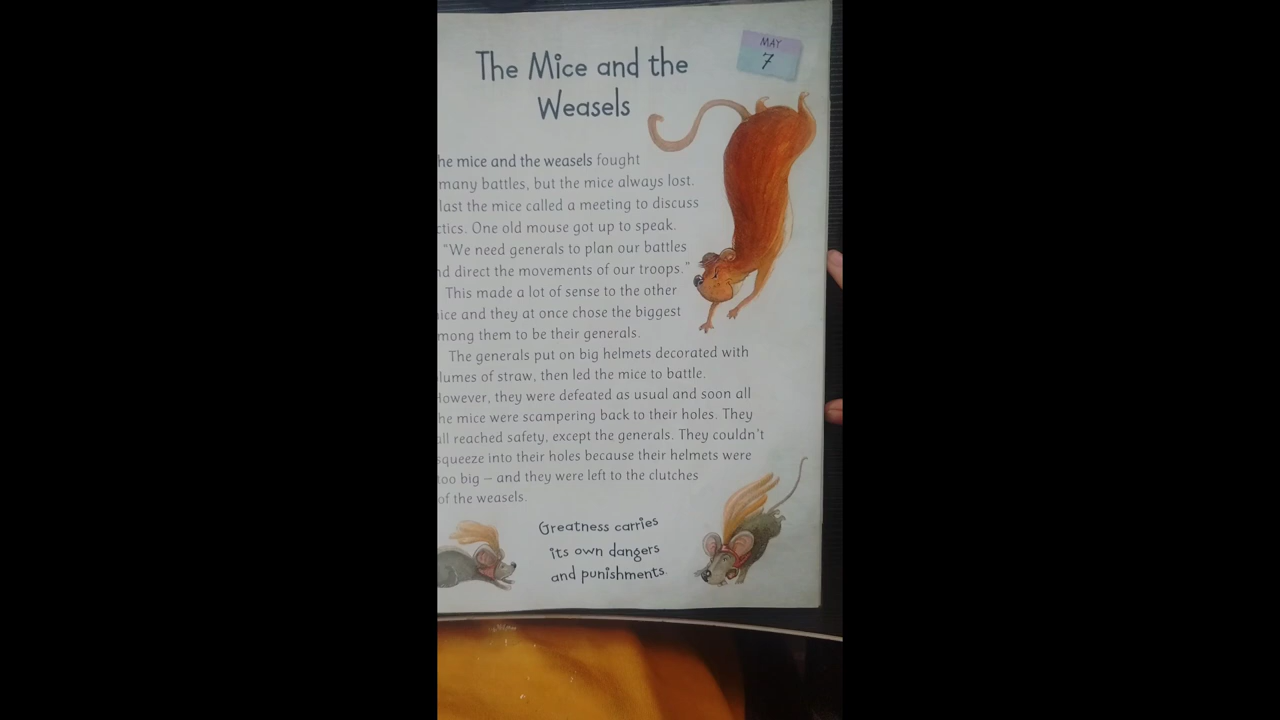 The Mice and the
Weasels
MAY
7
he mice and the weasels fought
many battles, but the mice always lost.
last the mice called a meeting to discuss
ctics. One old mouse got up to speak.
"We need generals to plan our battles
nd direct the movements of our troops."
This made a lot of sense to the other
ice and they at once chose the biggest
mong them to be their generals.
The generals put on big helmets decorated with
lumes of straw, then led the mice to battle.
However, they were defeated as usual and soon all
he mice were scampering back to their holes. They
all reached safety, except the generals. They couldn't
squeeze into their holes because their helmets were
too big – and they were left to the clutches
of the weasels.
Greatness carries
its own dangers
and punishments.